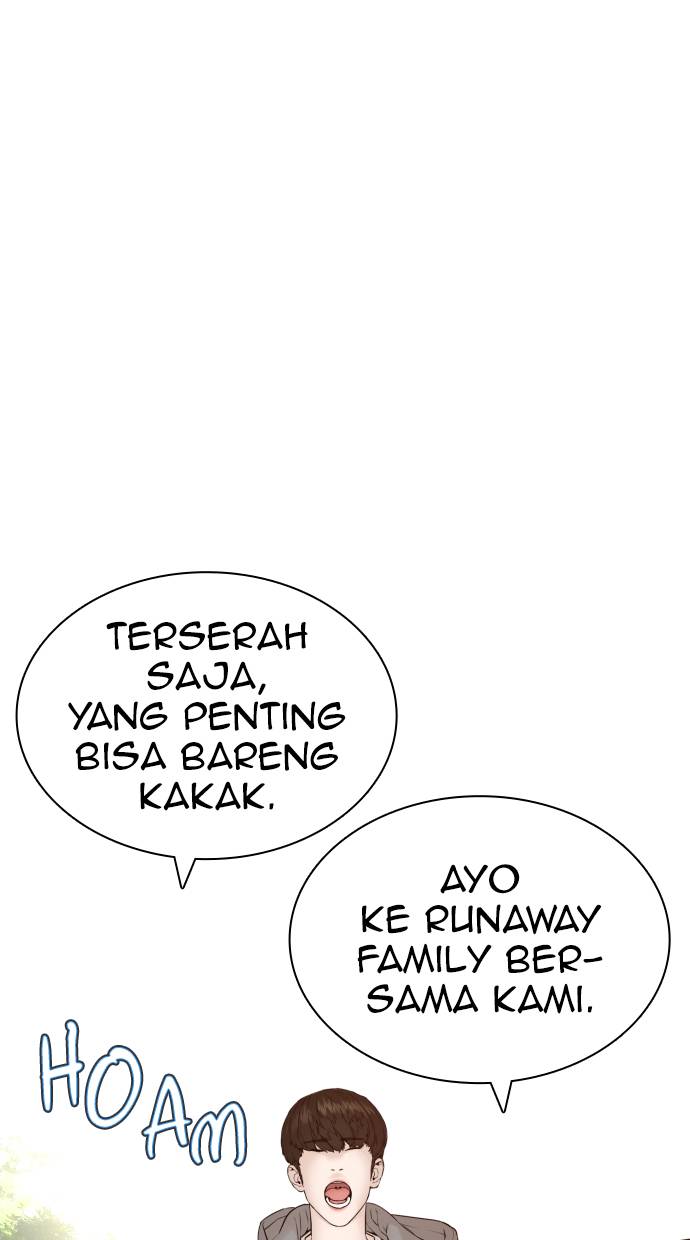 TERSERAH
SAJA,
YANG PENTING
BISA BARENG
KAKAK.
AYO
KE RUNAWAY
FAMILY BER-
SAMA KAMI.
HOAM